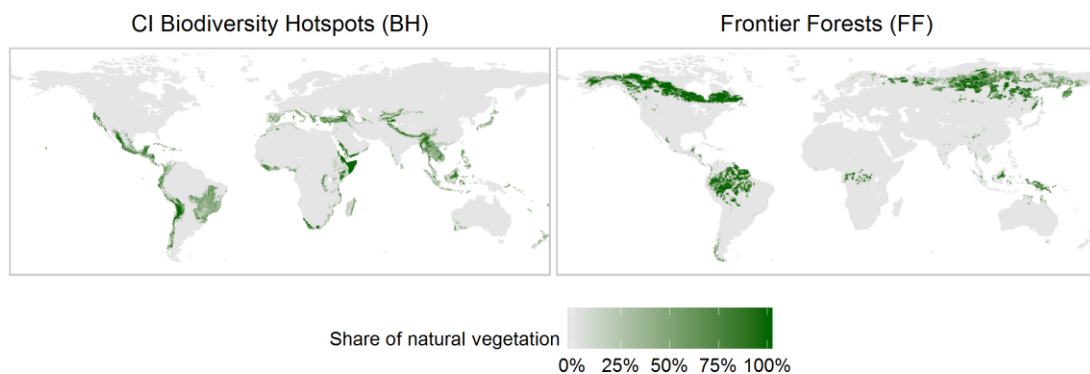 CI Biodiversity Hotspots (BH)
Frontier Forests (FF)
Share of natural vegetation
0% 25% 50% 75% 100%